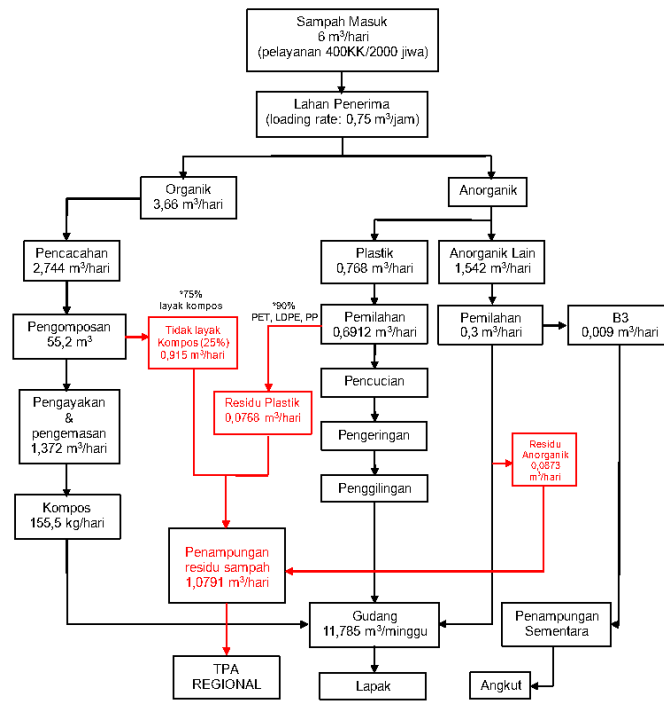 Sampah Masuk
6 m³/hari
(pelayanan 400KK/2000 jiwa)
Lahan Penerima
(loading rate: 0,75 m³/jam)
Organik
3,66 m³/hari
Anorganik
Pencacahan
2,744 m³/hari
Plastik
0,768 m³/hari
Anorganik Lain
1,542 m³/hari
*75%
layak kompos
*90%
PET, LDPE, PP
Pengomposan
55,2 m³
Tidak layak
Kompos (25%)
0,915 m³/hari
Pemilahan
0,6912 m³/hari
Pemilahan
0,3 m³/hari
B3
0,009 m³/hari
Pengayakan
&
pengemasan
1,372 m³/hari
Residu Plastik
0,0768 m³/hari
Pencucian
Pengeringan
Residu
Anorganik
0,0873
m³/hari
Penggilingan
Kompos
155,5 kg/hari
Penampungan
residu sampah
1,0791 m³/hari
Gudang
11,785 m³/minggu
Penampungan
Sementara
TPA
REGIONAL
Lapak
Angkut